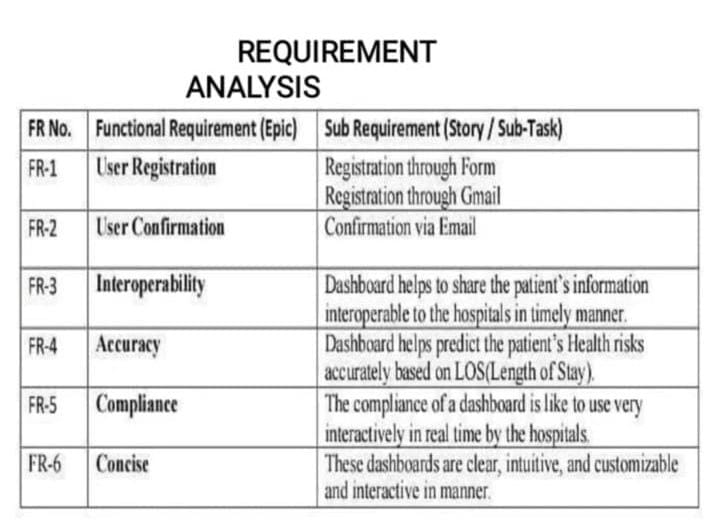 REQUIREMENT
ANALYSIS
FR No. Functional Requirement (Epic) Sub Requirement (Story / Sub-Task)
FR-1 User Registration Registration through Form
Registration through Gmail
FR-2 User Confirmation Confirmation via Email
FR-3 Interoperability Dashboard helps to share the patient's information
interoperable to the hospitals in timely manner.
FR-4 Accuracy Dashboard helps predict the patient's Health risks
accurately based on LOS(Length of Stay).
FR-5 Compliance The compliance of a dashboard is like to use very
interactively in real time by the hospitals.
FR-6 Concise These dashboards are clear, intuitive, and customizable
and interactive in manner.